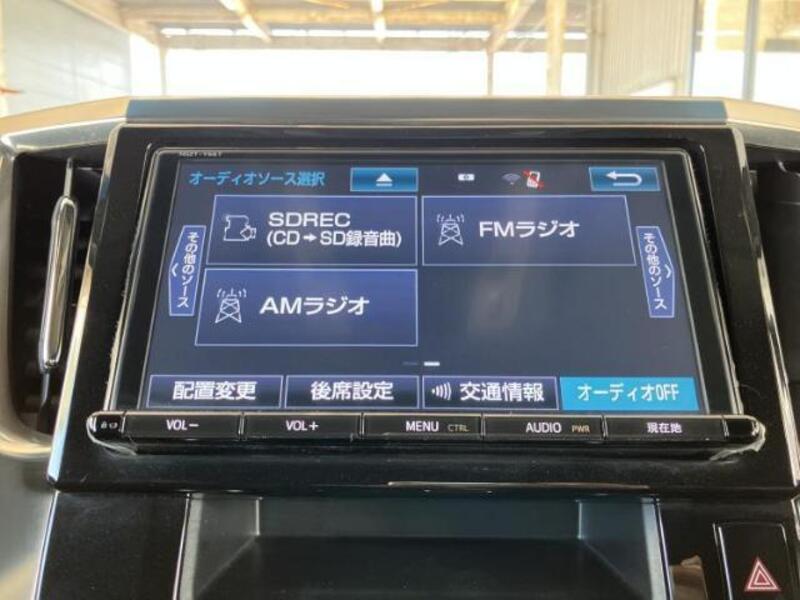 オーディオソース選択
SDREC
(CD→SD録音曲)
FMラジオ
その他のソース
その他のソース
AMラジオ
配置変更
後席設定
交通情報
オーディオOFF
VOL−
VOL+
MENU CTRL
AUDIO PWR
現在地